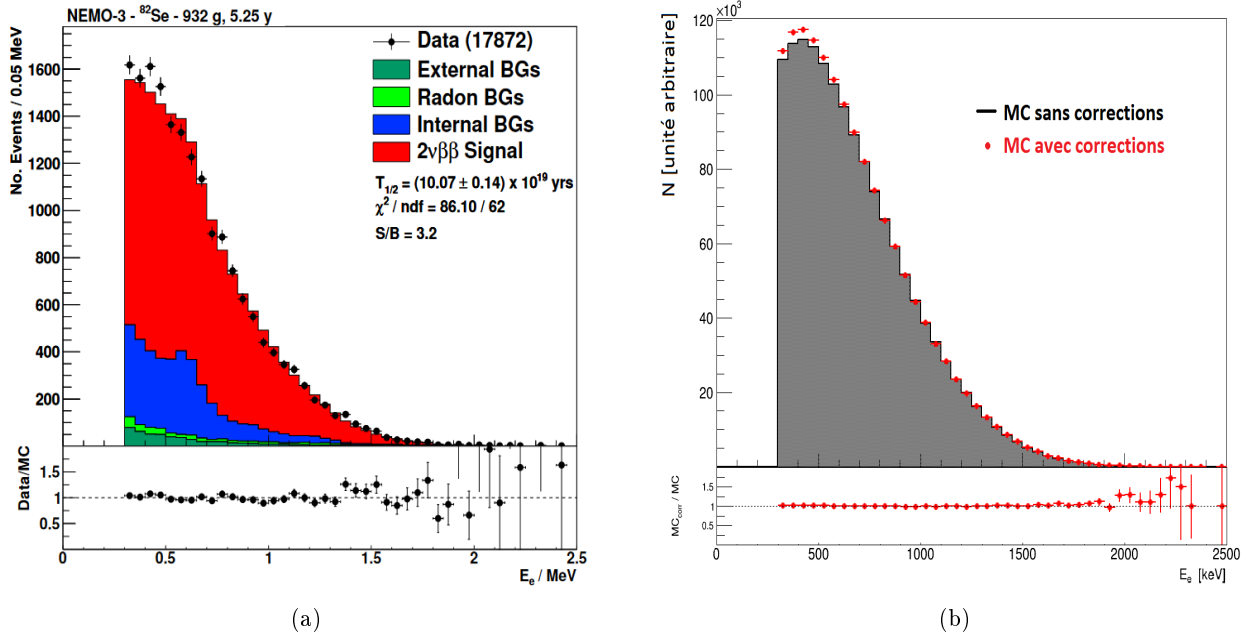 NEMO-3 - ⁸²Se - 932 g, 5.25 y
No. Events / 0.05 MeV
1600
1400
1200
1000
800
600
400
200
Data (17872)
External BGs
Radon BGs
Internal BGs
2νββ Signal
T1/2 = (10.07 ± 0.14) x 10¹⁹ yrs
χ² / ndf = 86.10 / 62
S/B = 3.2
Data/MC
1.5
1
0.5
0 0.5 1 1.5 2 2.5
Ee / MeV
(a)
×10³
N [unité arbitraire]
120
100
80
60
40
20
0
MC sans corrections
MC avec corrections
MCcorr / MC
1.5
1
0.5
0 500 1000 1500 2000 2500
Ee [keV]
(b)